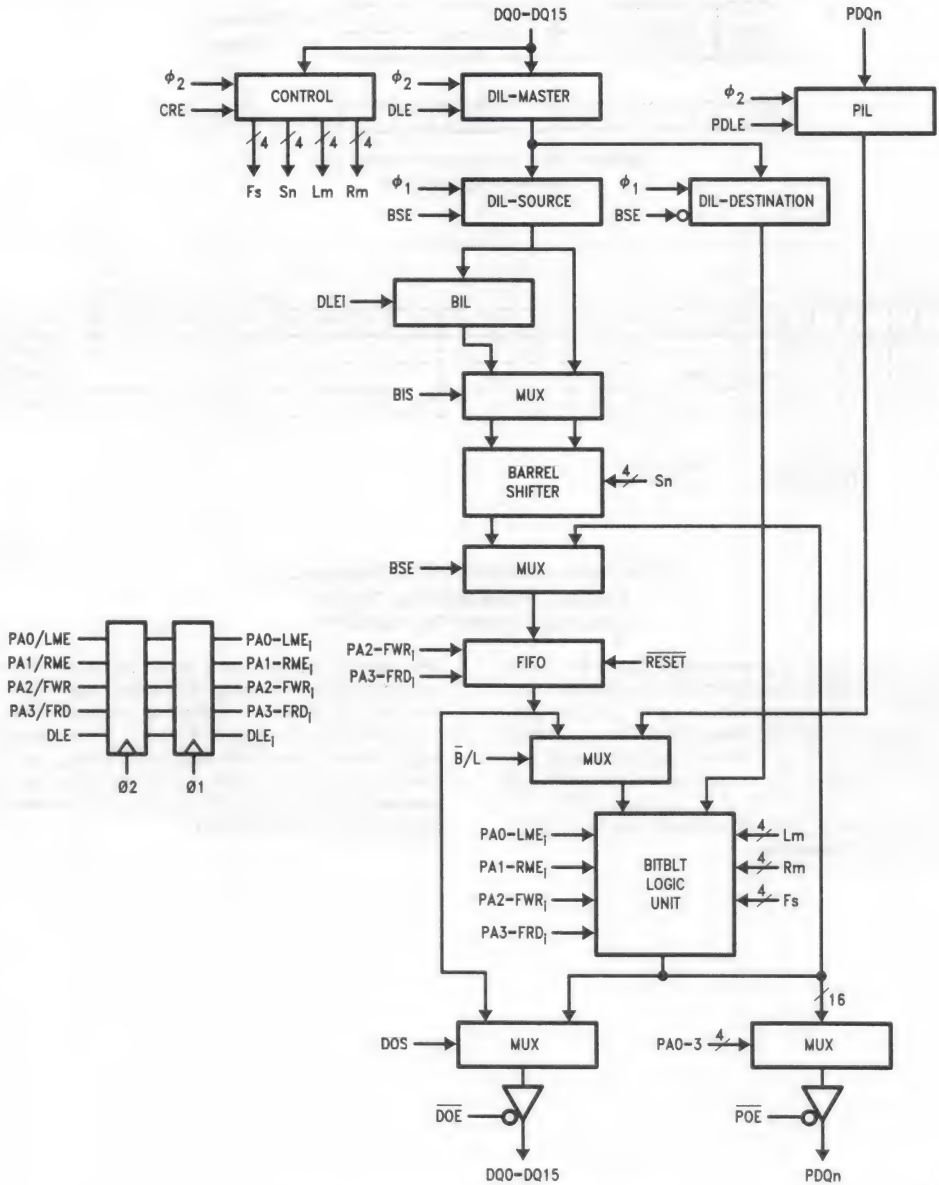 DQ0-DQ15 PDQn
ϕ2 CONTROL ϕ2 DIL-MASTER
CRE DLE
ϕ2 PIL
PDLE
4 4 4 4
Fs Sn Lm Rm
ϕ1 DIL-SOURCE ϕ1 DIL-DESTINATION
BSE BSE
DLEi BIL
BIS MUX
BARREL
SHIFTER
4
Sn
BSE MUX
PA0/LME PA0-LMEi
PA1/RME PA1-RMEi
PA2/FWR PA2-FWRi
PA3/FRD PA3-FRDi
DLE DLEi
Ø2 Ø1
PA2-FWRi FIFO R̅E̅S̅E̅T̅
PA3-FRDi
B̅/L MUX
PA0-LMEi 4 Lm
PA1-RMEi BITBLT 4 Rm
LOGIC
PA2-FWRi UNIT 4 Fs
PA3-FRDi
16
DOS MUX PA0-3 4 MUX
D̅O̅E̅ P̅O̅E̅
DQ0-DQ15 PDQn